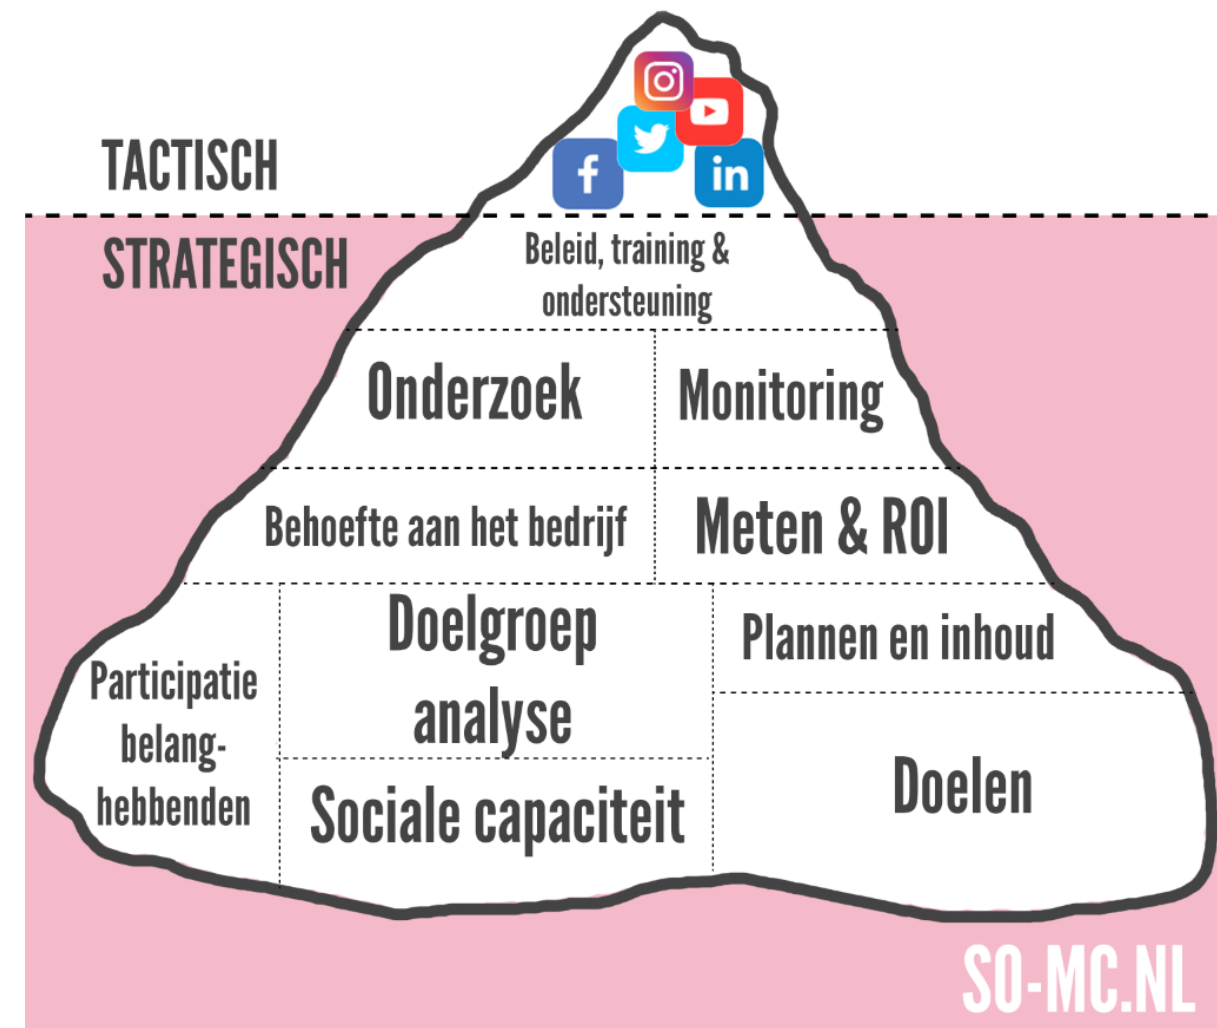 TACTISCH
STRATEGISCH
Beleid, training &
ondersteuning
Onderzoek
Monitoring
Behoefte aan het bedrijf
Meten & ROI
Participatie
belang-
hebbenden
Doelgroep
analyse
Sociale capaciteit
Plannen en inhoud
Doelen
SO-MC.NL